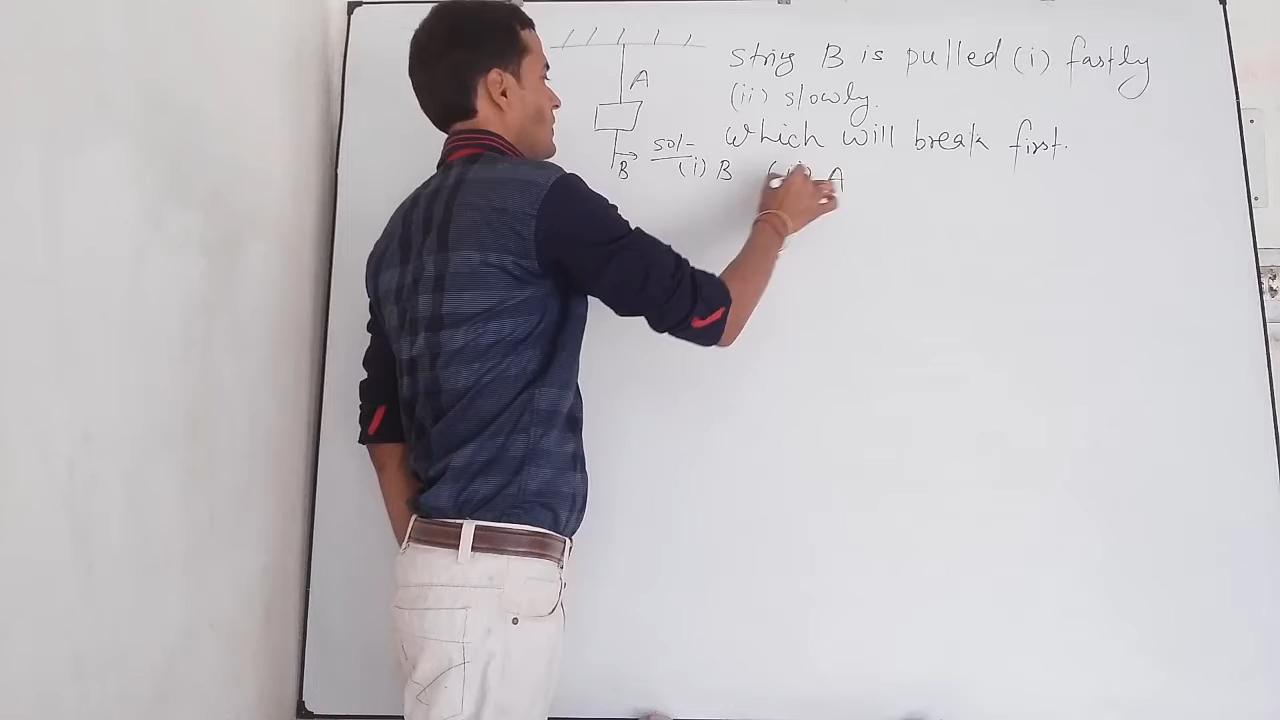 A
string B is pulled (i) fastly
(ii) slowly.
which will break first.
B
sol-
(i) B (ii) A